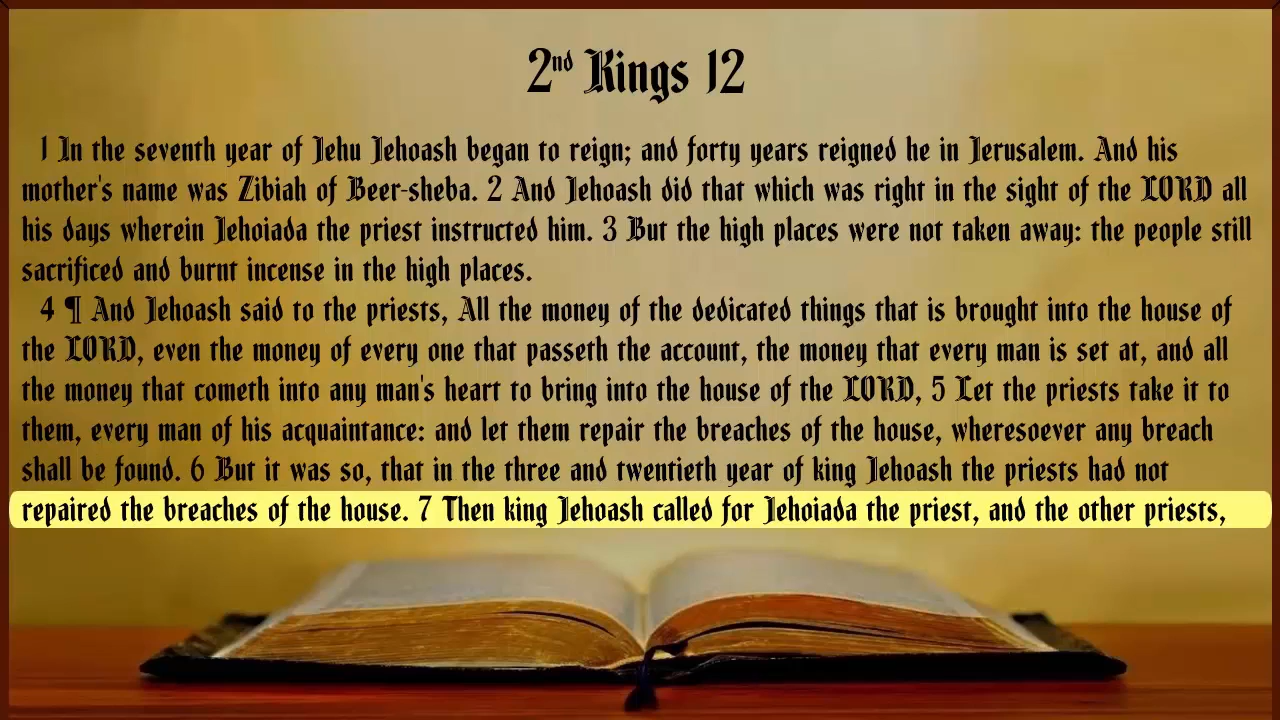 2nd Kings 12
1 In the seventh year of Jehu Jehoash began to reign; and forty years reigned he in Jerusalem. And his
mother's name was Zibiah of Beer-sheba. 2 And Jehoash did that which was right in the sight of the LORD all
his days wherein Jehoiada the priest instructed him. 3 But the high places were not taken away: the people still
sacrificed and burnt incense in the high places.
4 ¶ And Jehoash said to the priests, All the money of the dedicated things that is brought into the house of
the LORD, even the money of every one that passeth the account, the money that every man is set at, and all
the money that cometh into any man's heart to bring into the house of the LORD, 5 Let the priests take it to
them, every man of his acquaintance: and let them repair the breaches of the house, wheresoever any breach
shall be found. 6 But it was so, that in the three and twentieth year of king Jehoash the priests had not
repaired the breaches of the house. 7 Then king Jehoash called for Jehoiada the priest, and the other priests,